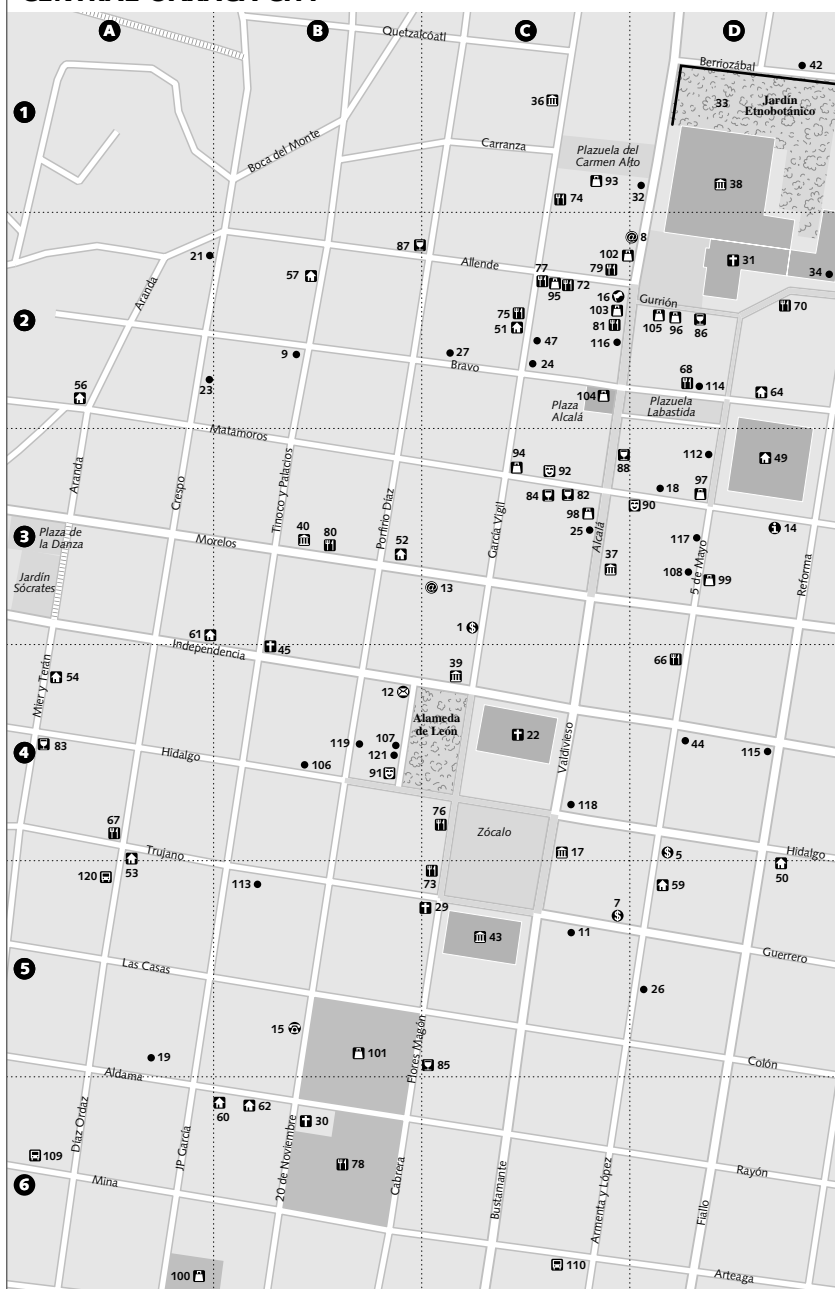 A
B
C
D
Quetzalcóatl
Berriozábal
42
1
36
33
Jardín
Etnobotánico
Boca del Monte
Carranza
Plazuela del
Carmen Alto
93
38
74
32
87
@ 8
21
57
Allende
102
31
77
79
34
72
95
16
Gurrión
Aranda
103
70
2
75
51
81
105
96
86
47
116
9
27
24
Bravo
68
114
56
23
104
64
Plaza
Alcalá
Plazuela
Labastida
Matamoros
94
92
88
112
49
Aranda
Crespo
Tinoco y Palacios
Porfirio Díaz
García Vigil
84
82
18
97
98
90
3
Plaza de
la Danza
40
80
25
Alcalá
14
Morelos
52
117
5 de Mayo
Reforma
37
108
99
Jardín
Sócrates
@ 13
1 $
61
Independencia
45
66
39
Mier y Terán
54
12
Alameda
de León
22
Valdivieso
44
115
4
83
Hidalgo
119
107
121
106
91
118
76
Zócalo
67
17
$ 5
Hidalgo
Trujano
53
50
120
113
73
59
7
$
29
43
11
Guerrero
5
Las Casas
26
15
101
Flores Magón
85
19
Colón
Aldama
60
62
30
Díaz Ordaz
JP García
20 de Noviembre
78
Cabrera
109
Rayón
6
Mina
Bustamante
Armenta y López
Fiallo
110
100
Arteaga